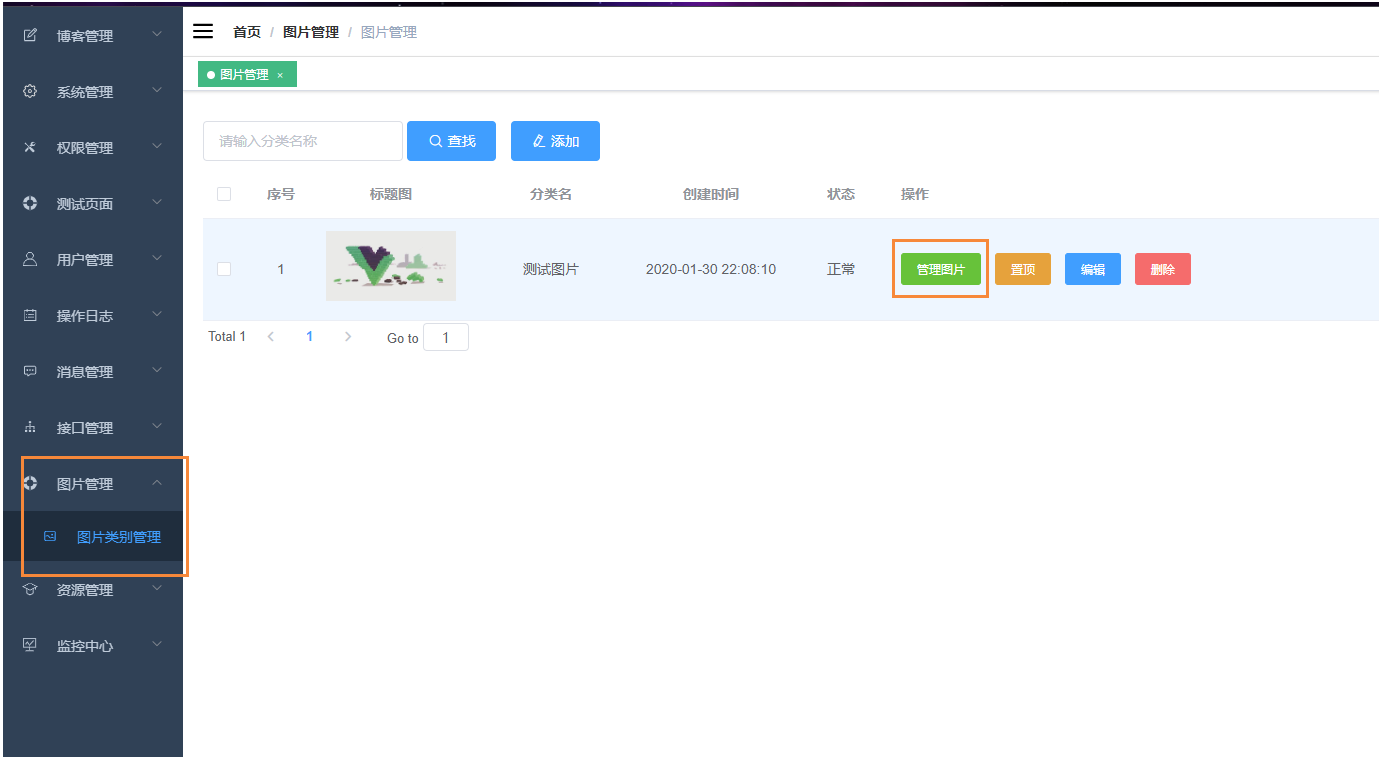 博客管理
系统管理
权限管理
测试页面
用户管理
操作日志
消息管理
接口管理
图片管理
图片类别管理
资源管理
监控中心
首页 / 图片管理 / 图片管理
图片管理 ×
请输入分类名称 查找 添加
序号 标题图 分类名 创建时间 状态 操作
1 测试图片 2020-01-30 22:08:10 正常 管理图片 置顶 编辑 删除
Total 1 1 Go to 1